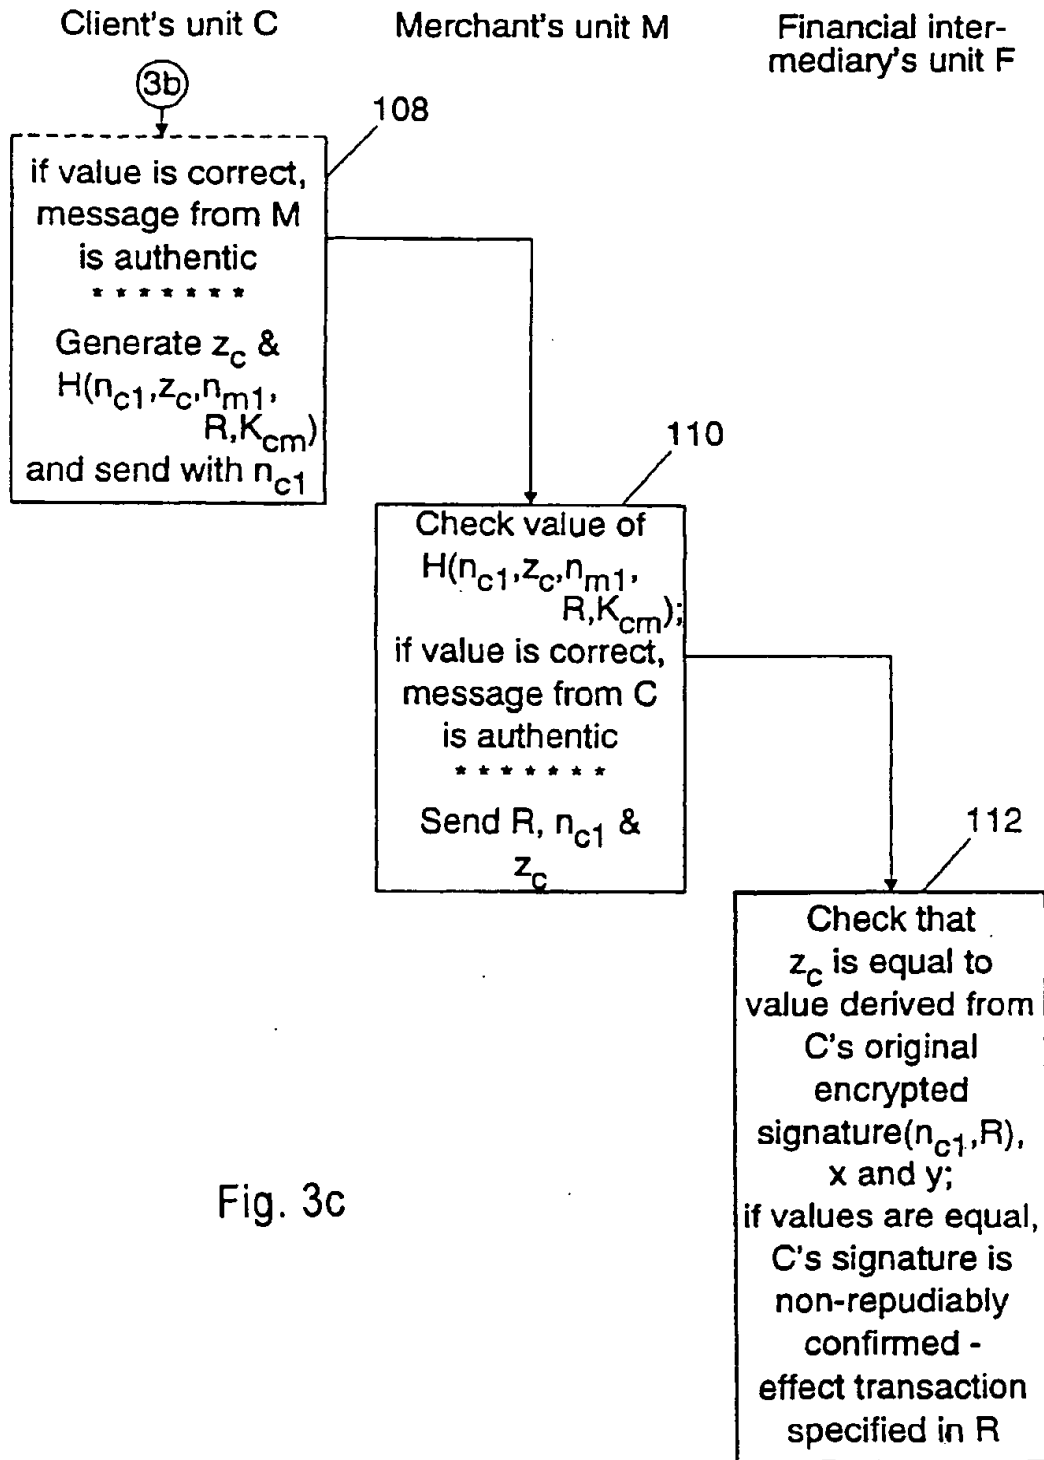 Client's unit C
Merchant's unit M
Financial inter-
mediary's unit F
3b
108
if value is correct,
message from M
is authentic
* * * * * * *
Generate z_c &
H(n_c1,z_c,n_m1,
R,K_cm)
and send with n_c1
110
Check value of
H(n_c1,z_c,n_m1,
R,K_cm);
if value is correct,
message from C
is authentic
* * * * * * *
Send R, n_c1 &
z_c
112
Check that
z_c is equal to
value derived from
C's original
encrypted
signature(n_c1,R),
x and y;
if values are equal,
C's signature is
non-repudiably
confirmed -
effect transaction
specified in R
Fig. 3c